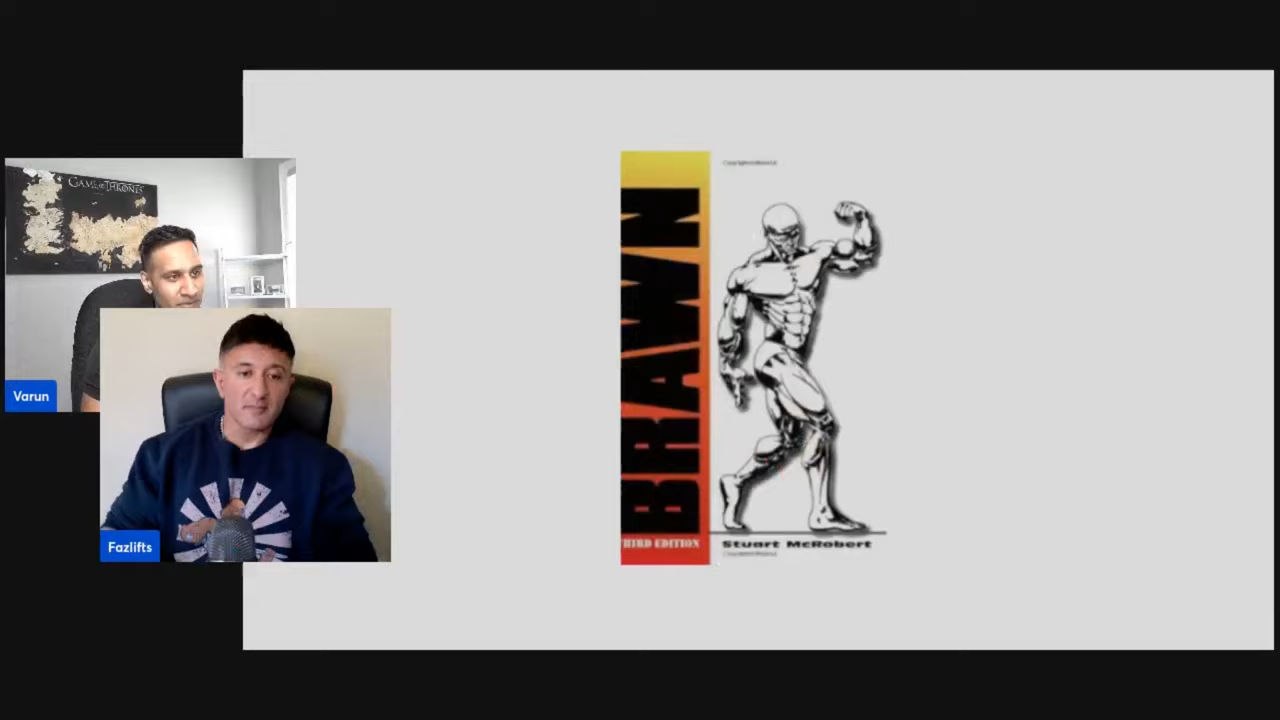 GAME OF THRONES
Varun
Fazlifts
BRAWN
THIRD EDITION
Stuart McRobert